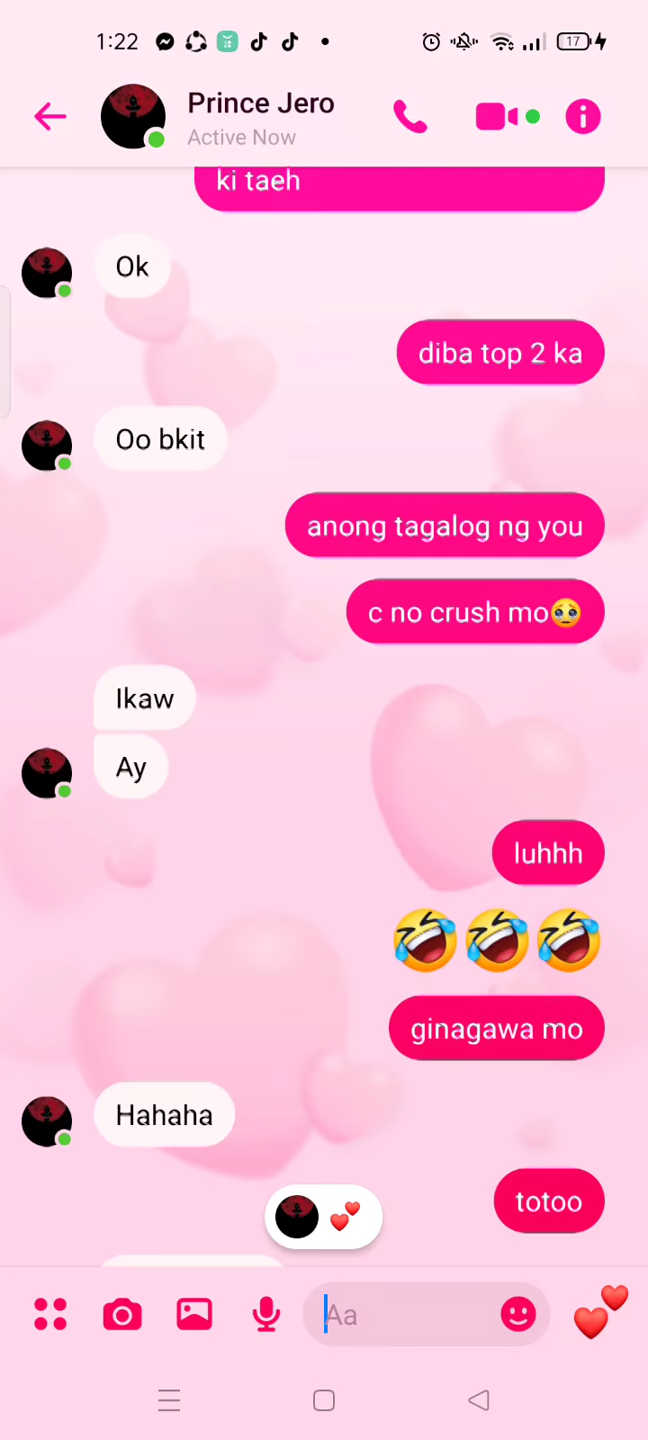 1:22
17
Prince Jero
Active Now
ki taeh
Ok
diba top 2 ka
Oo bkit
anong tagalog ng you
c no crush mo🥹
Ikaw
Ay
luhhh
🤣🤣🤣
ginagawa mo
Hahaha
totoo
Aa